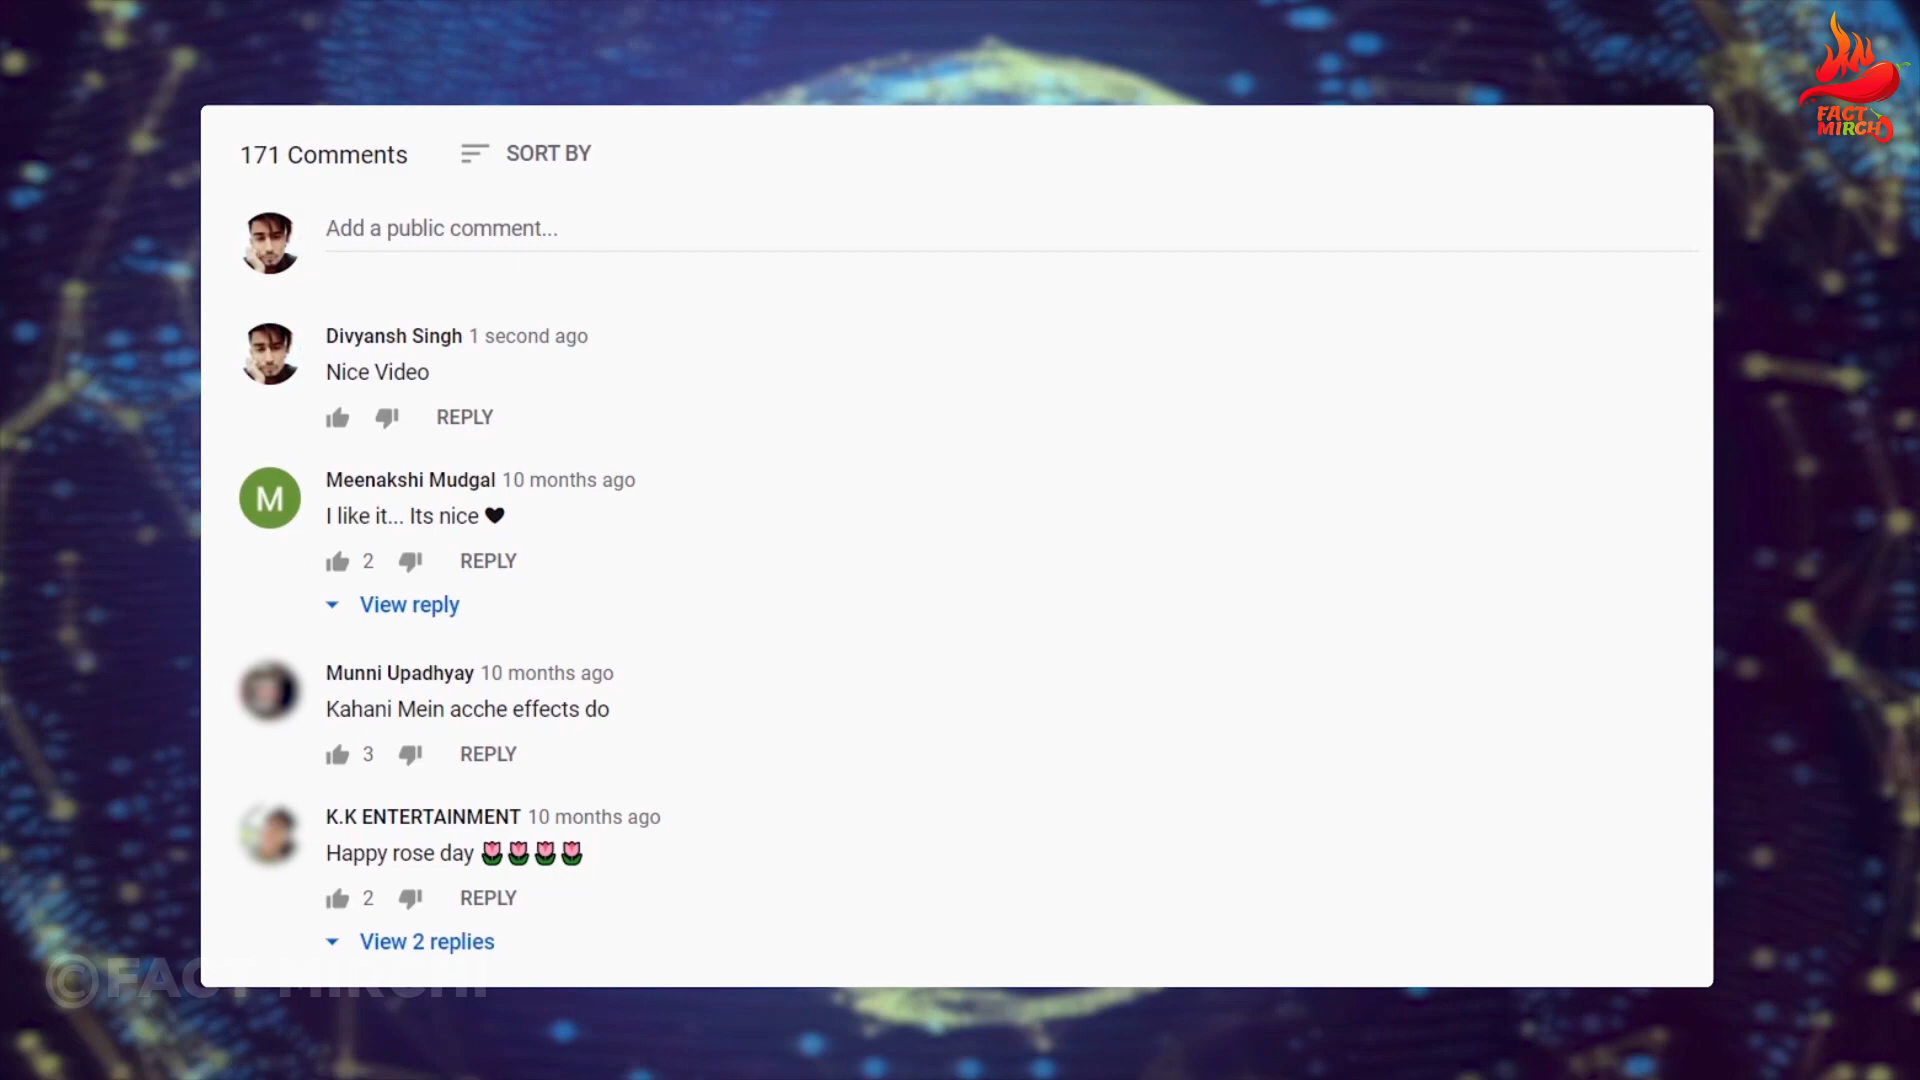 FACT
MIRCHI
171 Comments SORT BY
Add a public comment...
Divyansh Singh 1 second ago
Nice Video
REPLY
M
Meenakshi Mudgal 10 months ago
I like it... Its nice 🖤
2 REPLY
View reply
Munni Upadhyay 10 months ago
Kahani Mein acche effects do
3 REPLY
K.K ENTERTAINMENT 10 months ago
Happy rose day 🌷🌷🌷🌷
2 REPLY
View 2 replies
©FACT MIRCHI